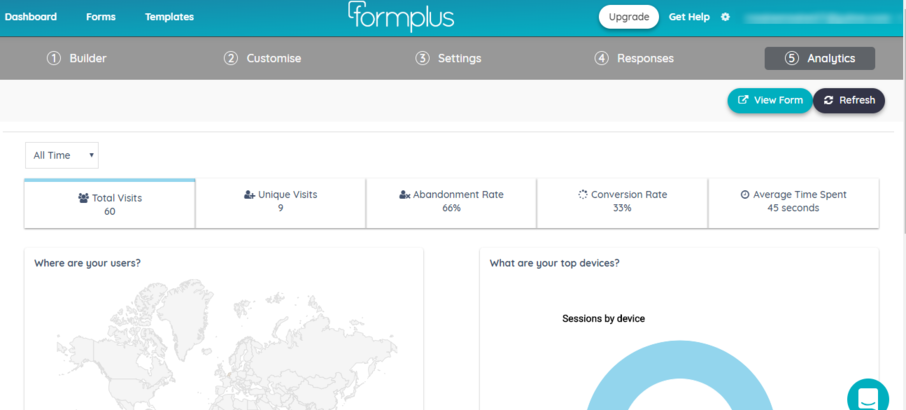 Dashboard Forms Templates formplus Upgrade Get Help
1 Builder 2 Customise 3 Settings 4 Responses 5 Analytics
View Form Refresh
All Time
Total Visits Unique Visits Abandonment Rate Conversion Rate Average Time Spent
60 9 66% 33% 45 seconds
Where are your users? What are your top devices?
Sessions by device